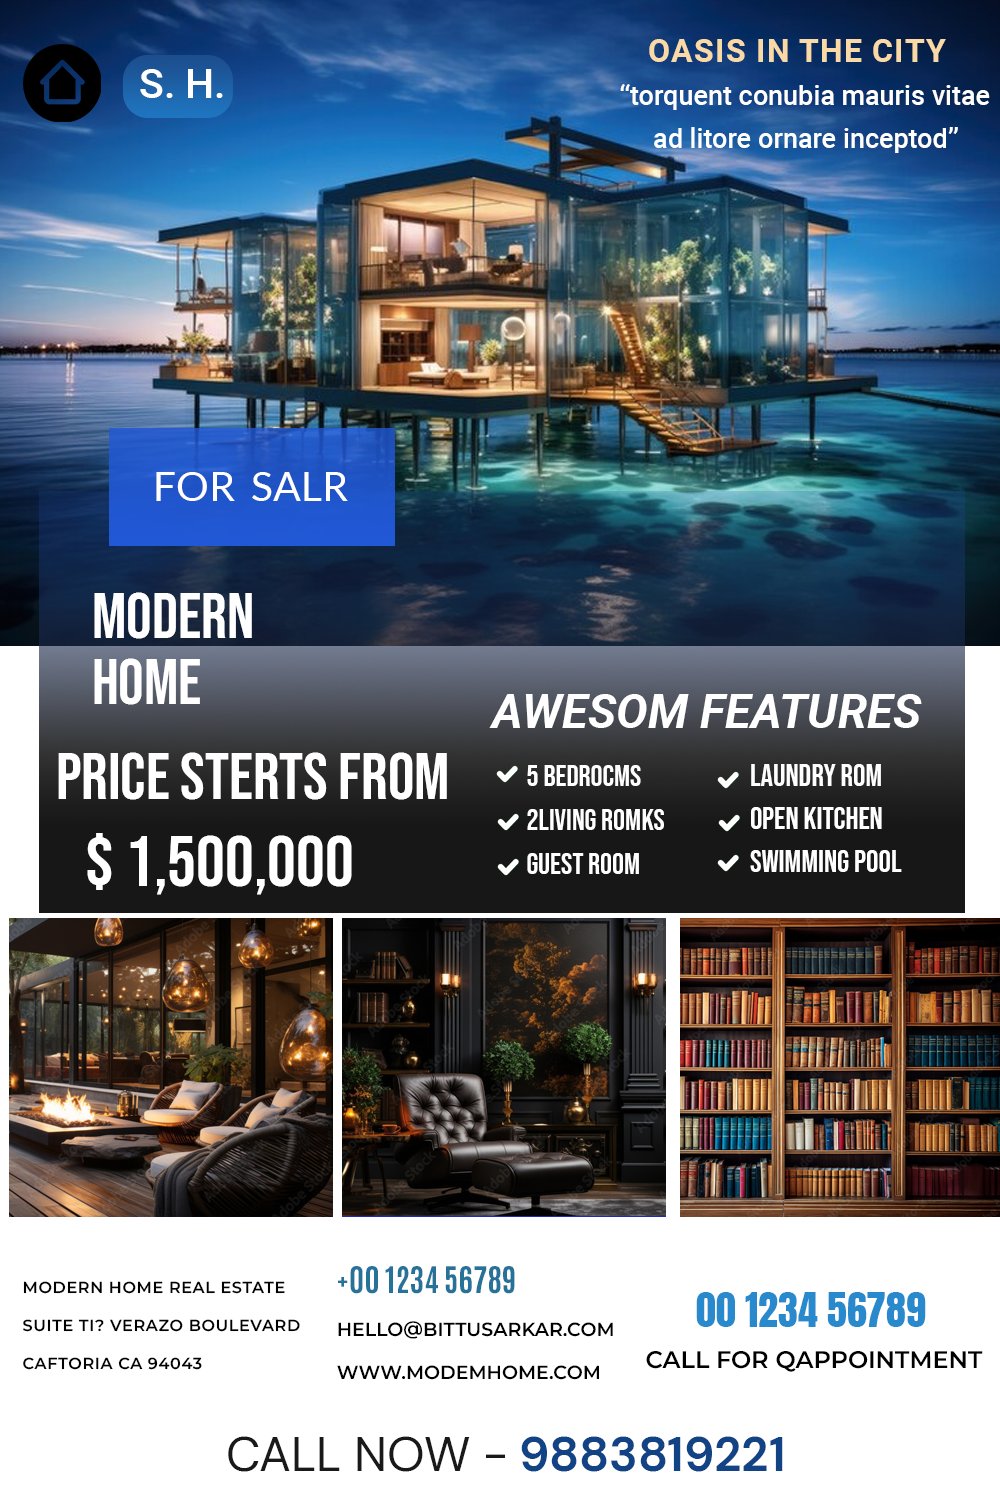 S. H.
OASIS IN THE CITY
“torquent conubia mauris vitae
ad litore ornare inceptod”
FOR SALR
MODERN
HOME
PRICE STERTS FROM
$ 1,500,000
AWESOM FEATURES
5 BEDROCMS
2LIVING ROMKS
GUEST ROOM
LAUNDRY ROM
OPEN KITCHEN
SWIMMING POOL
MODERN HOME REAL ESTATE
SUITE TI? VERAZO BOULEVARD
CAFTORIA CA 94043
+00 1234 56789
HELLO@BITTUSARKAR.COM
WWW.MODEMHOME.COM
00 1234 56789
CALL FOR QAPPOINTMENT
CALL NOW - 9883819221